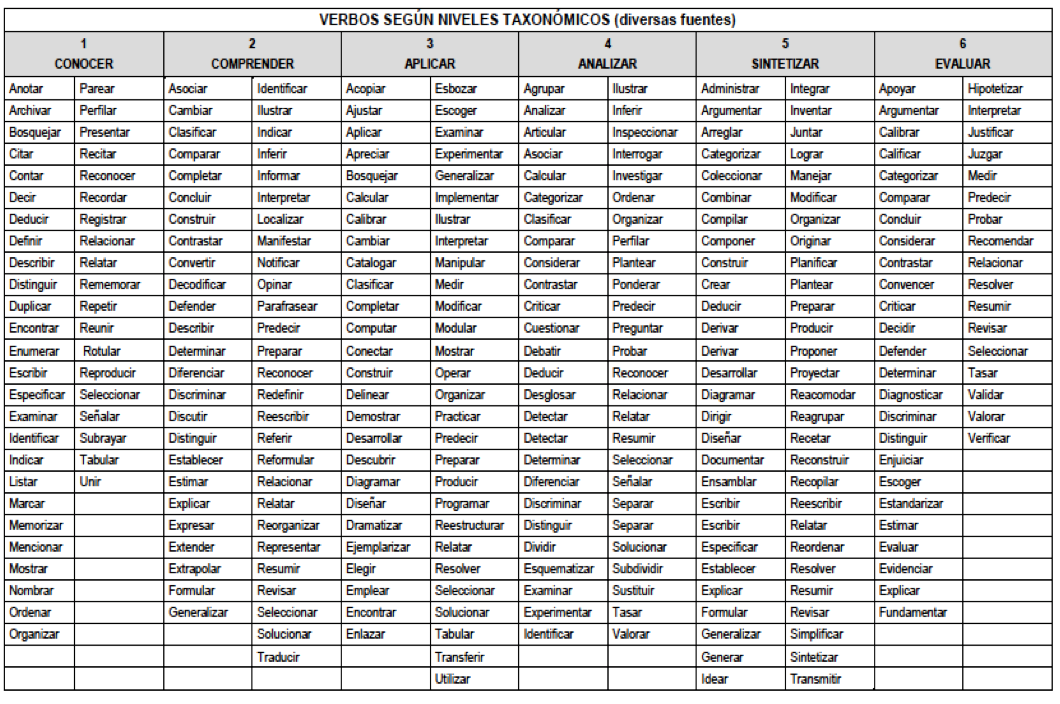 VERBOS SEGÚN NIVELES TAXONÓMICOS (diversas fuentes)
1 2 3 4 5 6
CONOCER COMPRENDER APLICAR ANALIZAR SINTETIZAR EVALUAR
Anotar Parear Asociar Identificar Acopiar Esbozar Agrupar Ilustrar Administrar Integrar Apoyar Hipotetizar
Archivar Perfilar Cambiar Ilustrar Ajustar Escoger Analizar Inferir Argumentar Inventar Argumentar Interpretar
Bosquejar Presentar Clasificar Indicar Aplicar Examinar Articular Inspeccionar Arreglar Juntar Calibrar Justificar
Citar Recitar Comparar Inferir Apreciar Experimentar Asociar Interrogar Categorizar Lograr Calificar Juzgar
Contar Reconocer Completar Informar Bosquejar Generalizar Calcular Investigar Coleccionar Manejar Categorizar Medir
Decir Recordar Concluir Interpretar Calcular Implementar Categorizar Ordenar Combinar Modificar Comparar Predecir
Deducir Registrar Construir Localizar Calibrar Ilustrar Clasificar Organizar Compilar Organizar Concluir Probar
Definir Relacionar Contrastar Manifestar Cambiar Interpretar Comparar Perfilar Componer Originar Considerar Recomendar
Describir Relatar Convertir Notificar Catalogar Manipular Considerar Plantear Construir Planificar Contrastar Relacionar
Distinguir Rememorar Decodificar Opinar Clasificar Medir Contrastar Ponderar Crear Plantear Convencer Resolver
Duplicar Repetir Defender Parafrasear Completar Modificar Criticar Predecir Deducir Preparar Criticar Resumir
Encontrar Reunir Describir Predecir Computar Modular Cuestionar Preguntar Derivar Producir Decidir Revisar
Enumerar Rotular Determinar Preparar Conectar Mostrar Debatir Probar Derivar Proponer Defender Seleccionar
Escribir Reproducir Diferenciar Reconocer Construir Operar Deducir Reconocer Desarrollar Proyectar Determinar Tasar
Especificar Seleccionar Discriminar Redefinir Delinear Organizar Desglosar Relacionar Diagramar Reacomodar Diagnosticar Validar
Examinar Señalar Discutir Reescribir Demostrar Practicar Detectar Relatar Dirigir Reagrupar Discriminar Valorar
Identificar Subrayar Distinguir Referir Desarrollar Predecir Detectar Resumir Diseñar Recetar Distinguir Verificar
Indicar Tabular Establecer Reformular Descubrir Preparar Determinar Seleccionar Documentar Reconstruir Enjuiciar
Listar Unir Estimar Relacionar Diagramar Producir Diferenciar Señalar Ensamblar Recopilar Escoger
Marcar Explicar Relatar Diseñar Programar Discriminar Separar Escribir Reescribir Estandarizar
Memorizar Expresar Reorganizar Dramatizar Reestructurar Distinguir Separar Escribir Relatar Estimar
Mencionar Extender Representar Ejemplarizar Relatar Dividir Solucionar Especificar Reordenar Evaluar
Mostrar Extrapolar Resumir Elegir Resolver Esquematizar Subdividir Establecer Resolver Evidenciar
Nombrar Formular Revisar Emplear Seleccionar Examinar Sustituir Explicar Resumir Explicar
Ordenar Generalizar Seleccionar Encontrar Solucionar Experimentar Tasar Formular Revisar Fundamentar
Organizar Solucionar Enlazar Tabular Identificar Valorar Generalizar Simplificar
Traducir Transferir Generar Sintetizar
Utilizar Idear Transmitir